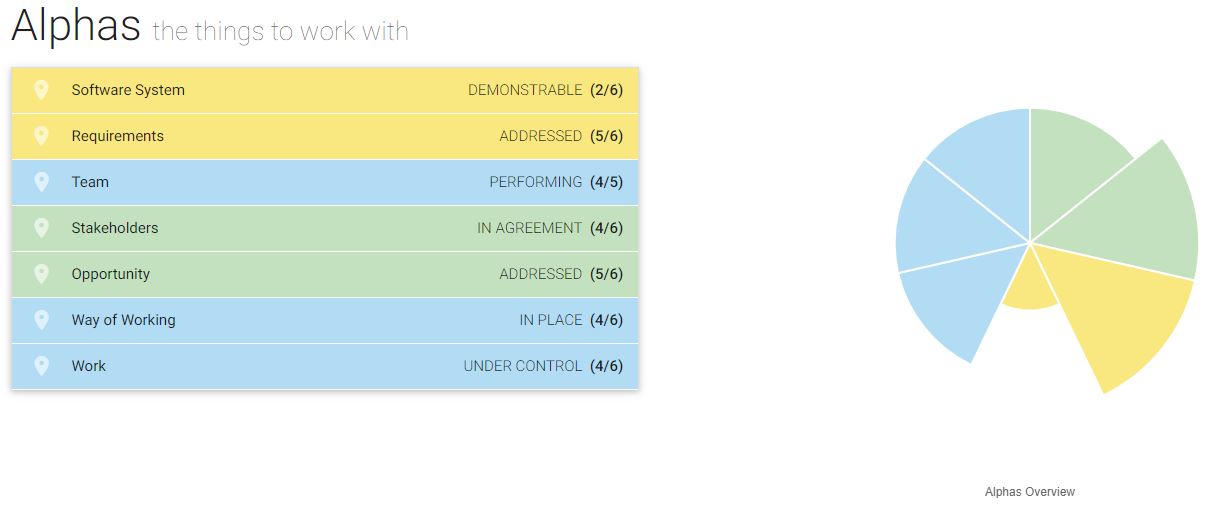 Alphas the things to work with
Software System DEMONSTRABLE (2/6)
Requirements ADDRESSED (5/6)
Team PERFORMING (4/5)
Stakeholders IN AGREEMENT (4/6)
Opportunity ADDRESSED (5/6)
Way of Working IN PLACE (4/6)
Work UNDER CONTROL (4/6)
Alphas Overview